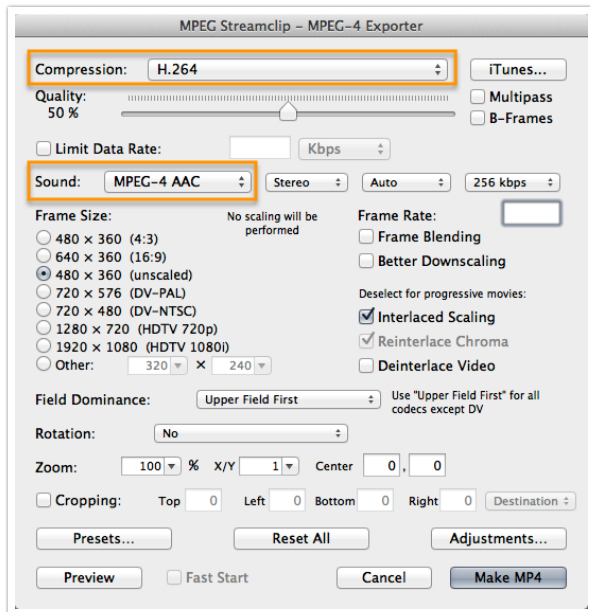 MPEG Streamclip – MPEG-4 Exporter
Compression: H.264 iTunes...
Quality: Multipass
50 % B-Frames
Limit Data Rate: Kbps
Sound: MPEG-4 AAC Stereo Auto 256 kbps
Frame Size: No scaling will be performed Frame Rate:
480 × 360 (4:3) Frame Blending
640 × 360 (16:9) Better Downscaling
480 × 360 (unscaled)
720 × 576 (DV-PAL) Deselect for progressive movies:
720 × 480 (DV-NTSC) Interlaced Scaling
1280 × 720 (HDTV 720p) Reinterlace Chroma
1920 × 1080 (HDTV 1080i) Deinterlace Video
Other: 320 × 240
Field Dominance: Upper Field First Use "Upper Field First" for all codecs except DV
Rotation: No
Zoom: 100 % X/Y 1 Center 0 , 0
Cropping: Top 0 Left 0 Bottom 0 Right 0 Destination
Presets... Reset All Adjustments...
Preview Fast Start Cancel Make MP4